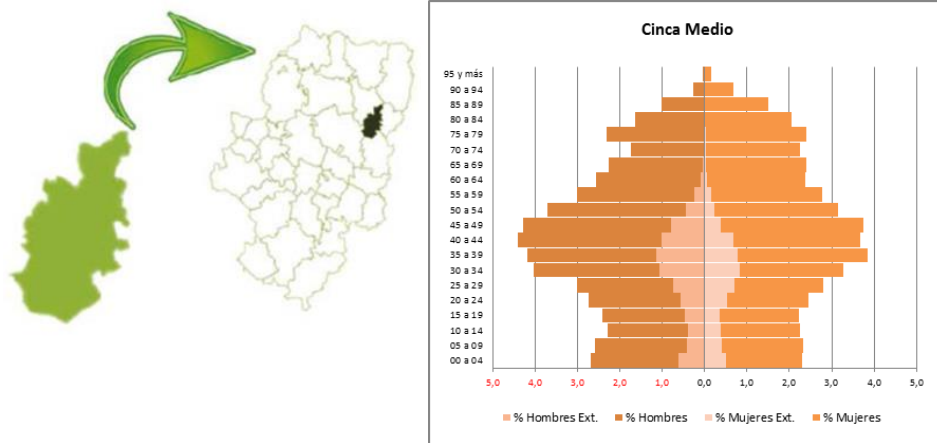 Cinca Medio
95 y más
90 a 94
85 a 89
80 a 84
75 a 79
70 a 74
65 a 69
60 a 64
55 a 59
50 a 54
45 a 49
40 a 44
35 a 39
30 a 34
25 a 29
20 a 24
15 a 19
10 a 14
05 a 09
00 a 04
5,0 4,0 3,0 2,0 1,0 0,0 1,0 2,0 3,0 4,0 5,0
% Hombres Ext. % Hombres % Mujeres Ext. % Mujeres